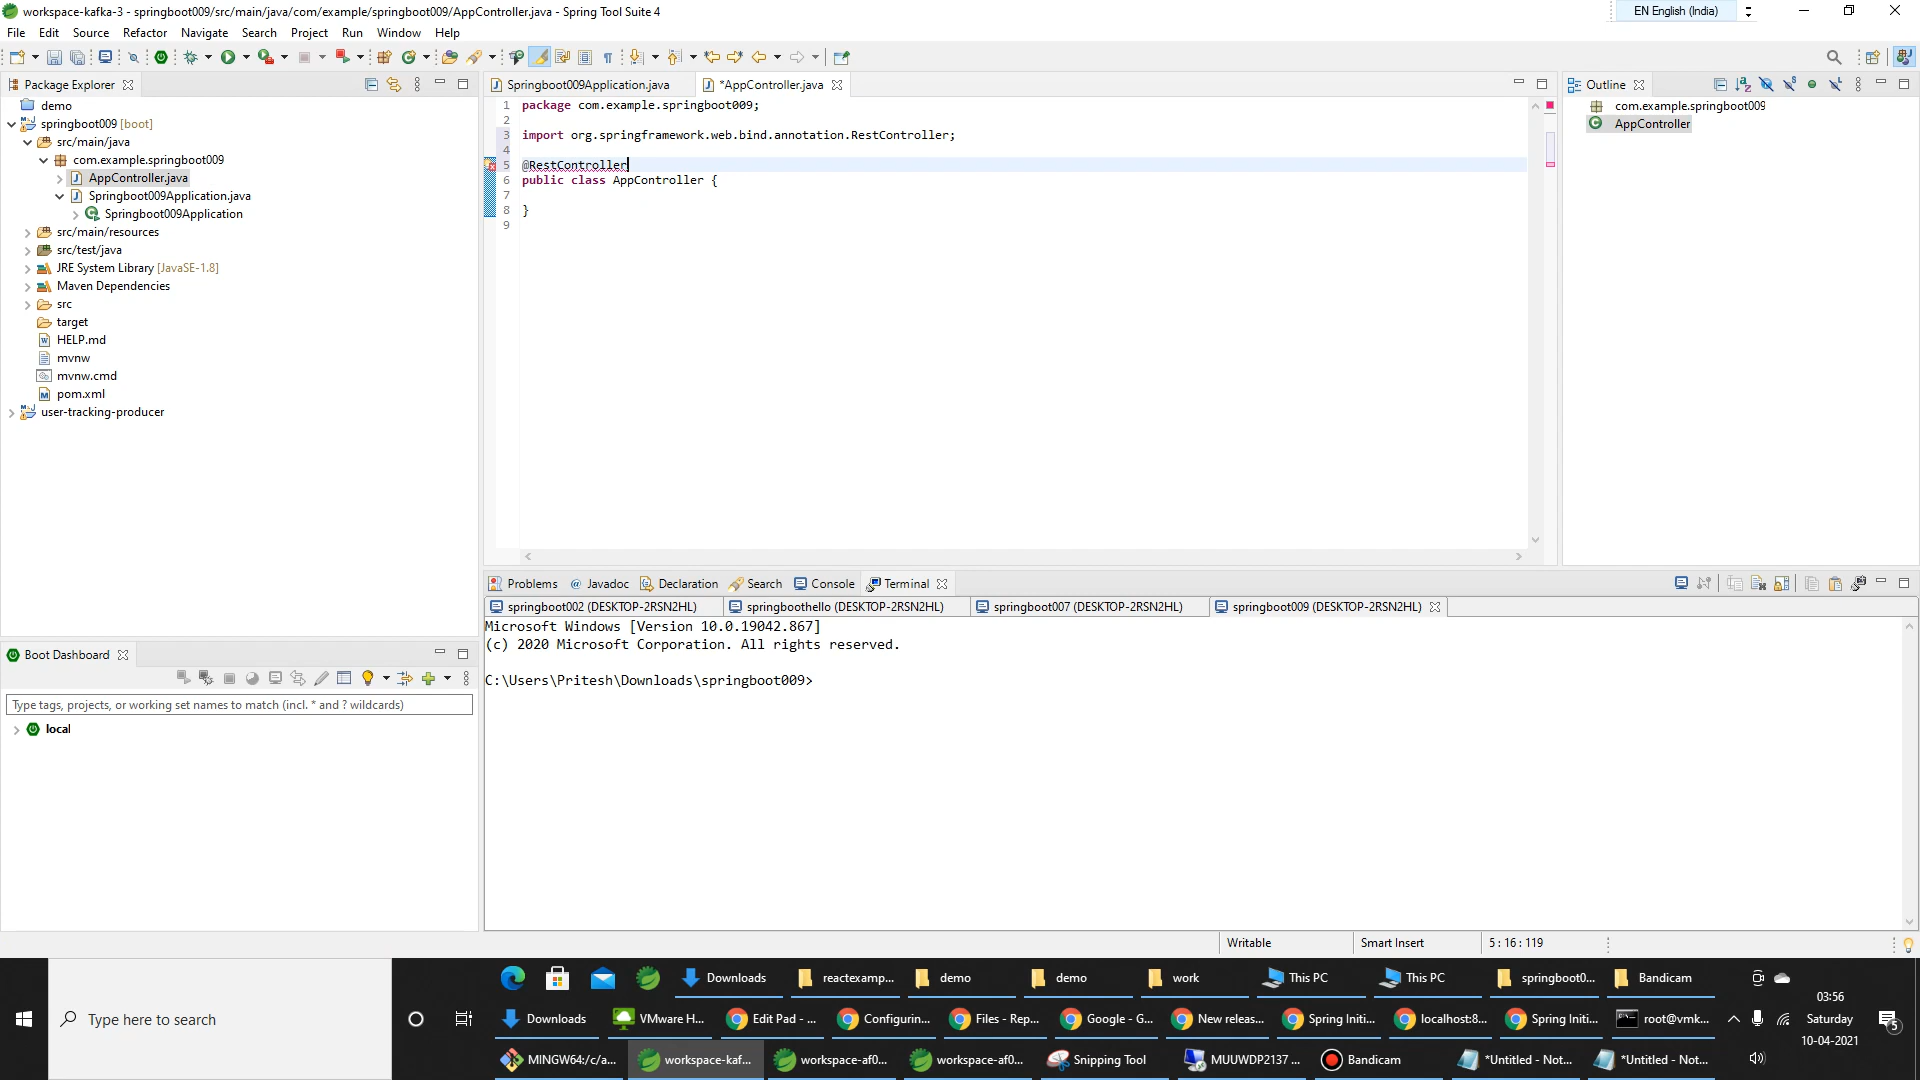 workspace-kafka-3 - springboot009/src/main/java/com/example/springboot009/AppController.java - Spring Tool Suite 4
EN English (India)
File Edit Source Refactor Navigate Search Project Run Window Help
Package Explorer
demo
springboot009 [boot]
src/main/java
com.example.springboot009
AppController.java
Springboot009Application.java
Springboot009Application
src/main/resources
src/test/java
JRE System Library [JavaSE-1.8]
Maven Dependencies
src
target
HELP.md
mvnw
mvnw.cmd
pom.xml
user-tracking-producer
Springboot009Application.java *AppController.java
1 package com.example.springboot009;
2
3 import org.springframework.web.bind.annotation.RestController;
4
5 @RestController
6 public class AppController {
7
8 }
9
Outline
com.example.springboot009
AppController
Boot Dashboard
Type tags, projects, or working set names to match (incl. * and ? wildcards)
local
Problems Javadoc Declaration Search Console Terminal
springboot002 (DESKTOP-2RSN2HL) springboothello (DESKTOP-2RSN2HL) springboot007 (DESKTOP-2RSN2HL) springboot009 (DESKTOP-2RSN2HL)
Microsoft Windows [Version 10.0.19042.867]
(c) 2020 Microsoft Corporation. All rights reserved.
C:\Users\Pritesh\Downloads\springboot009>
Writable Smart Insert 5 : 16 : 119
Type here to search
Downloads reactexamp... demo demo work This PC This PC springboot0... Bandicam
Downloads VMware H... Edit Pad - ... Configurin... Files - Rep... Google - G... New releas... Spring Initi... localhost:8... Spring Initi... root@vmk...
MINGW64:/c/a... workspace-kaf... workspace-af0... workspace-af0... Snipping Tool MUUWDP2137 ... Bandicam *Untitled - Not... *Untitled - Not...
03:56
Saturday
10-04-2021
5